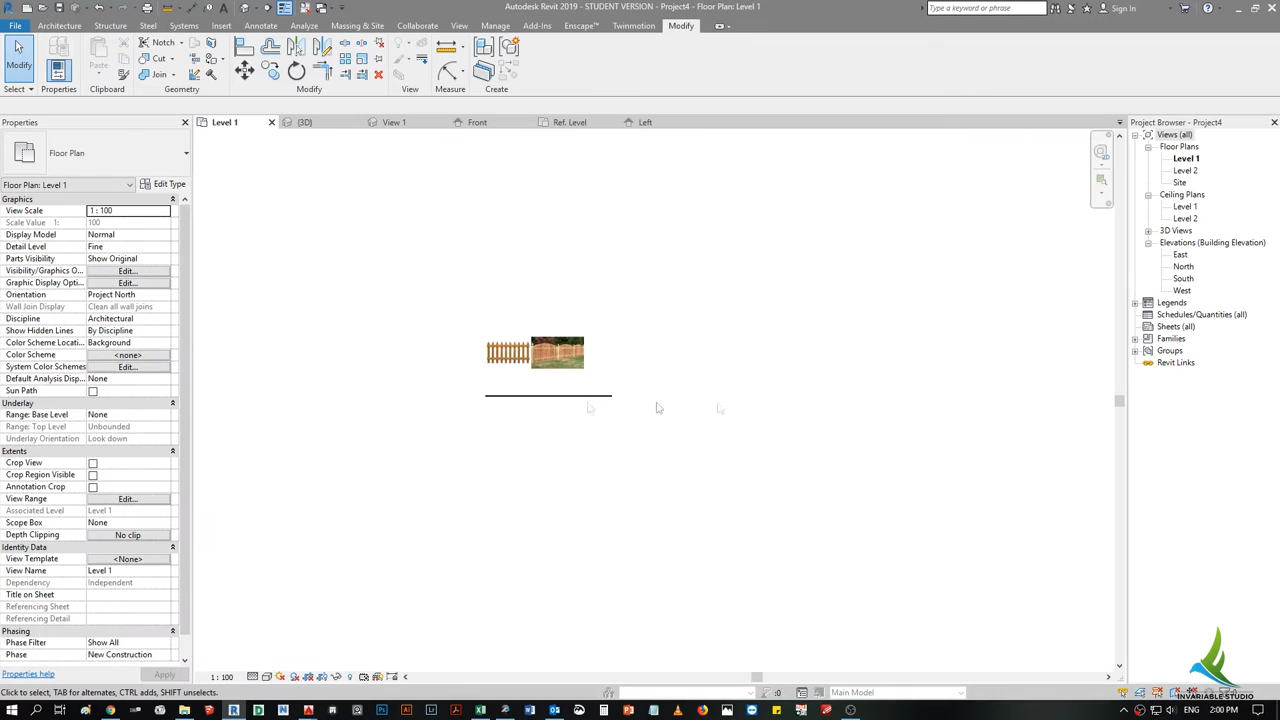 Autodesk Revit 2019 - STUDENT VERSION - Project4 - Floor Plan: Level 1
Type a keyword or phrase
Sign In
File Architecture Structure Steel Systems Insert Annotate Analyze Massing & Site Collaborate View Manage Add-Ins Enscape™ Twinmotion Modify
Modify
Paste
Notch
Cut
Join
Select Properties Clipboard Geometry Modify View Measure Create
Properties
Level 1 {3D} View 1 Front Ref. Level Left
Project Browser - Project4
Floor Plan
Floor Plan: Level 1 Edit Type
Graphics
View Scale 1 : 100
Scale Value 1: 100
Display Model Normal
Detail Level Fine
Parts Visibility Show Original
Visibility/Graphics O... Edit...
Graphic Display Opti... Edit...
Orientation Project North
Wall Join Display Clean all wall joins
Discipline Architectural
Show Hidden Lines By Discipline
Color Scheme Locati... Background
Color Scheme <none>
System Color Schemes Edit...
Default Analysis Disp... None
Sun Path
Underlay
Range: Base Level None
Range: Top Level Unbounded
Underlay Orientation Look down
Extents
Crop View
Crop Region Visible
Annotation Crop
View Range Edit...
Associated Level Level 1
Scope Box None
Depth Clipping No clip
Identity Data
View Template <None>
View Name Level 1
Dependency Independent
Title on Sheet
Referencing Sheet
Referencing Detail
Phasing
Phase Filter Show All
Phase New Construction
Properties help Apply
Views (all)
Floor Plans
Level 1
Level 2
Site
Ceiling Plans
Level 1
Level 2
3D Views
Elevations (Building Elevation)
East
North
South
West
Legends
Schedules/Quantities (all)
Sheets (all)
Families
Groups
Revit Links
1 : 100
Click to select, TAB for alternates, CTRL adds, SHIFT unselects.
:0
Main Model
INVARIABLE STUDIO
2:00 PM